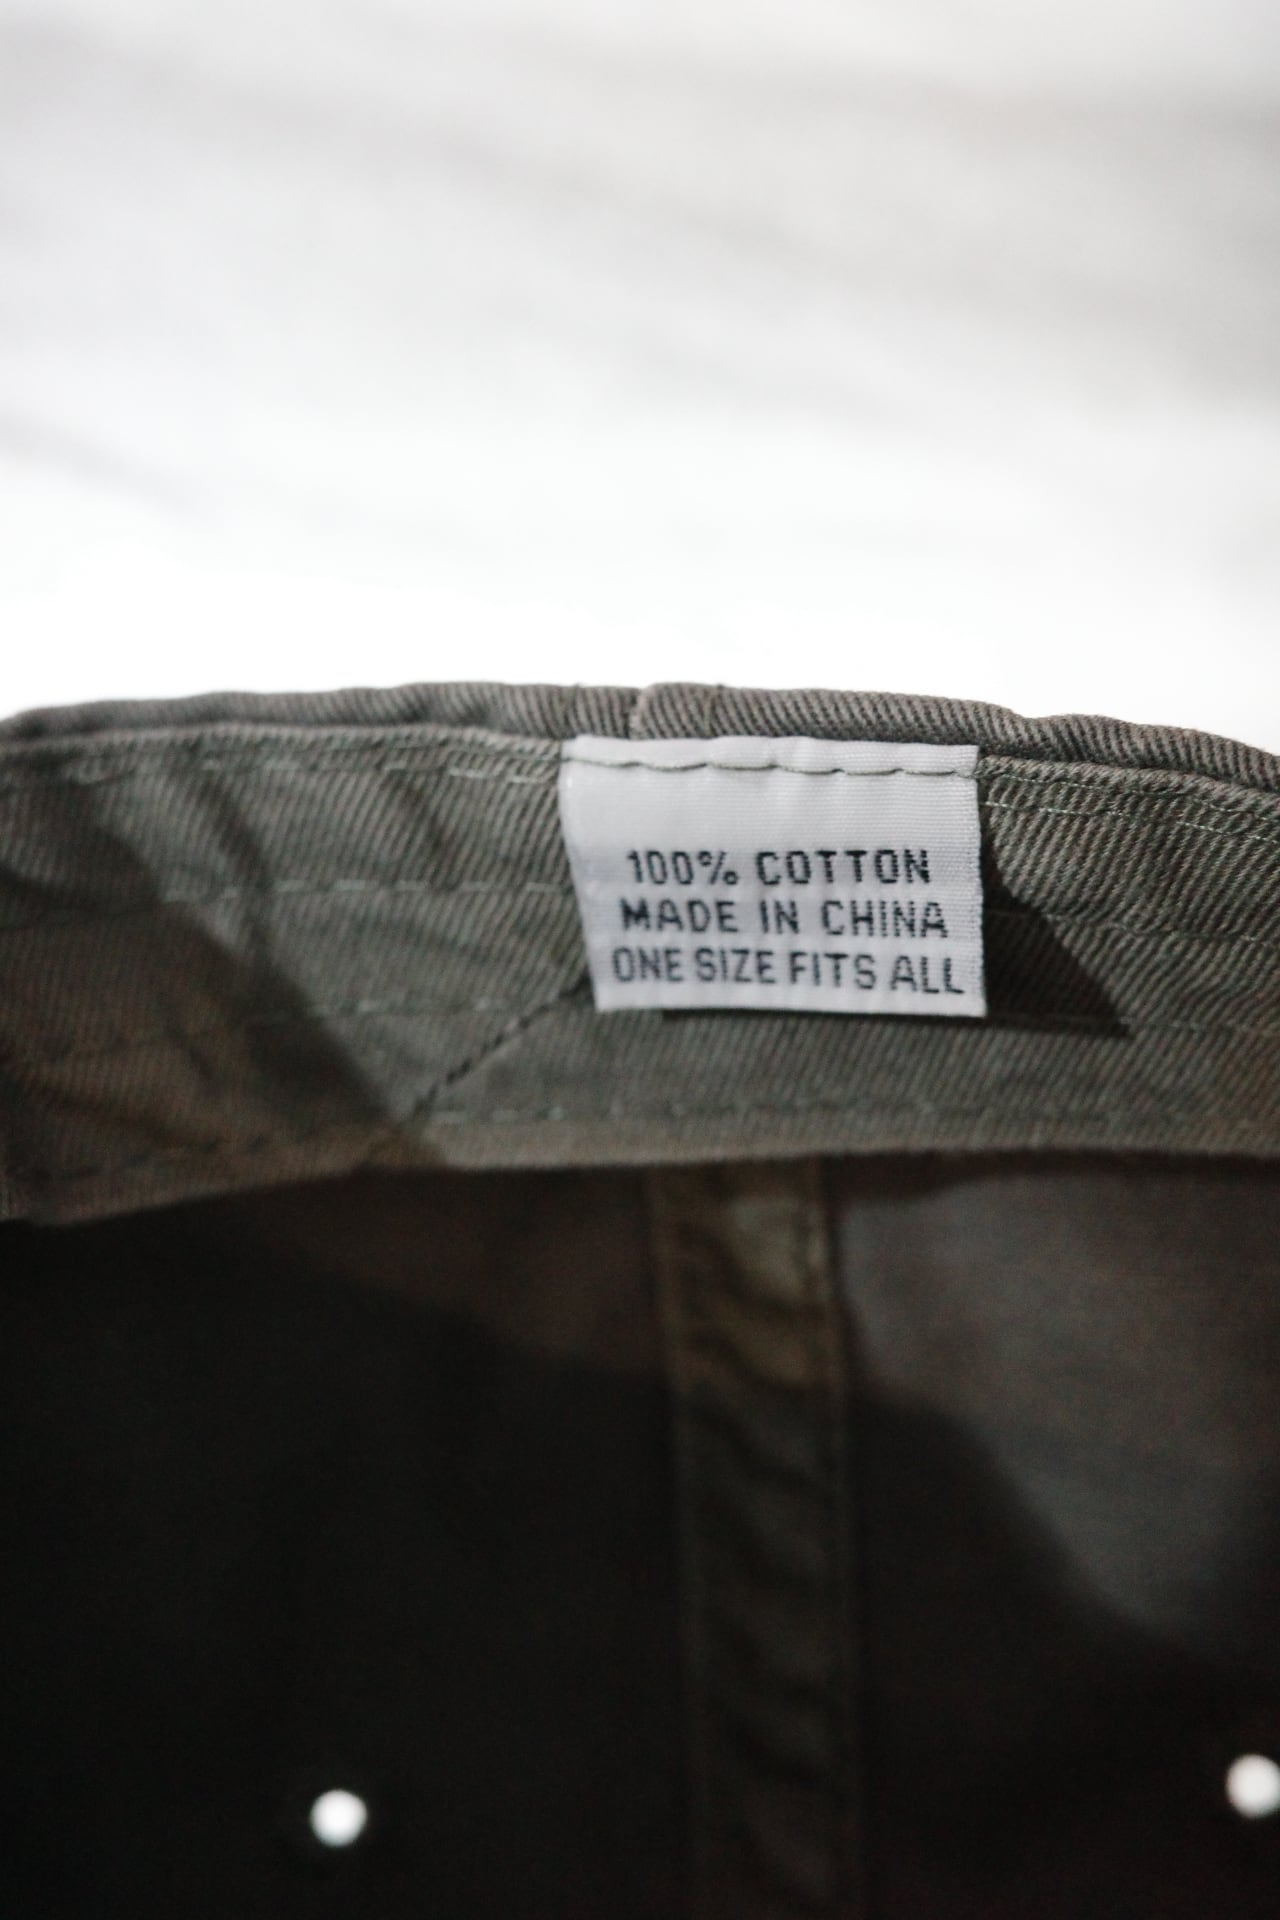 100% COTTON
MADE IN CHINA
ONE SIZE FITS ALL